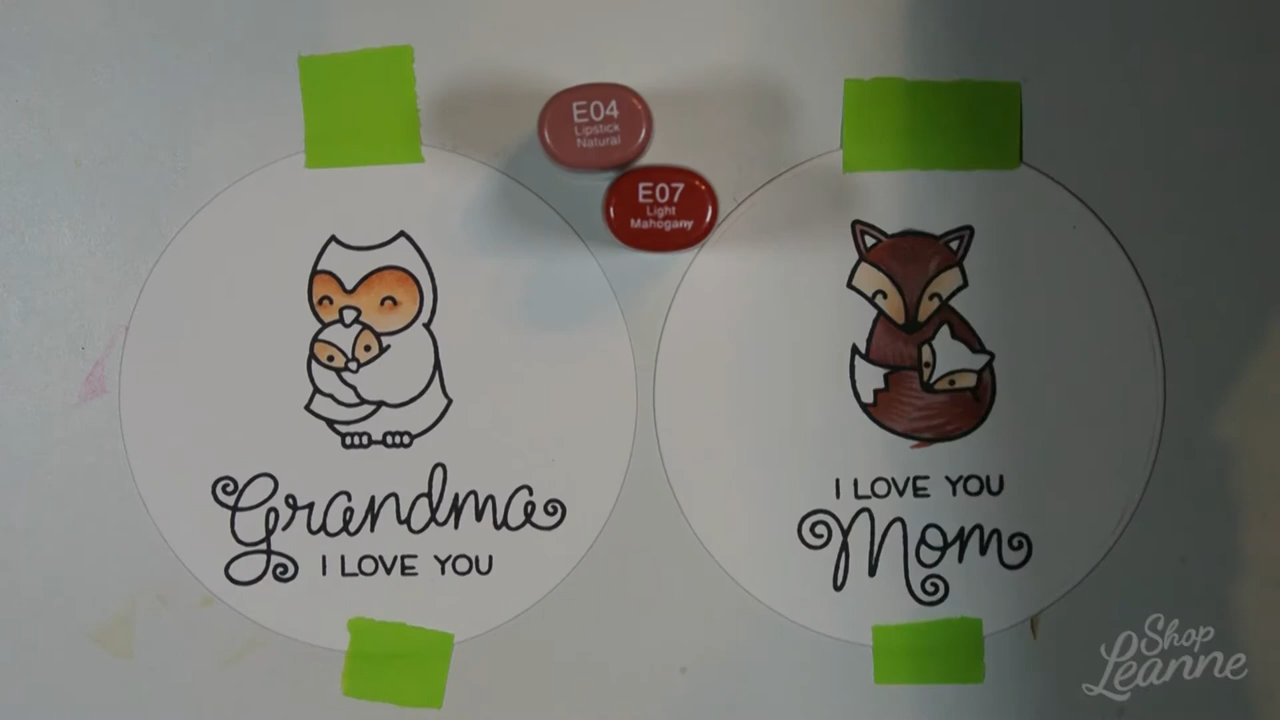 E04
Lipstick
Natural
E07
Light
Mahogany
Grandma
I LOVE YOU
I LOVE YOU
Mom
Shop
Leanne